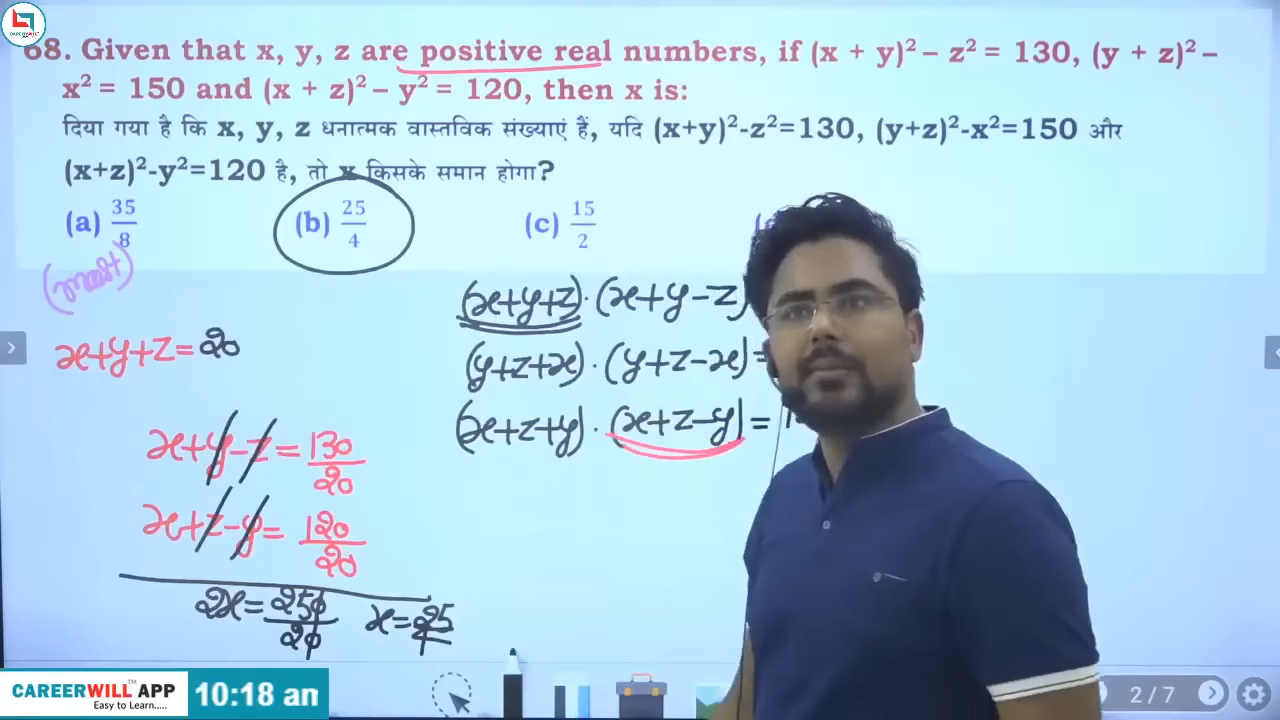 CAREERWILL
68. Given that x, y, z are positive real numbers, if (x + y)² – z² = 130, (y + z)² –
x² = 150 and (x + z)² – y² = 120, then x is:
दिया गया है कि x, y, z धनात्मक वास्तविक संख्याएं हैं, यदि (x+y)²-z²=130, (y+z)²-x²=150 और
(x+z)²-y²=120 है, तो x किसके समान होगा?
(a) 35/8 (b) 25/4 (c) 15/2
(x+y+z)·(x+y-z)
x+y+z=20
(y+z+x)·(y+z-x)=
(x+z+y)·(x+z-y)=
x+y-z=130/20
x+z-y=120/20
2x=250/20 x=25/
CAREERWILL APP
Easy to Learn.....
10:18 am
2/7